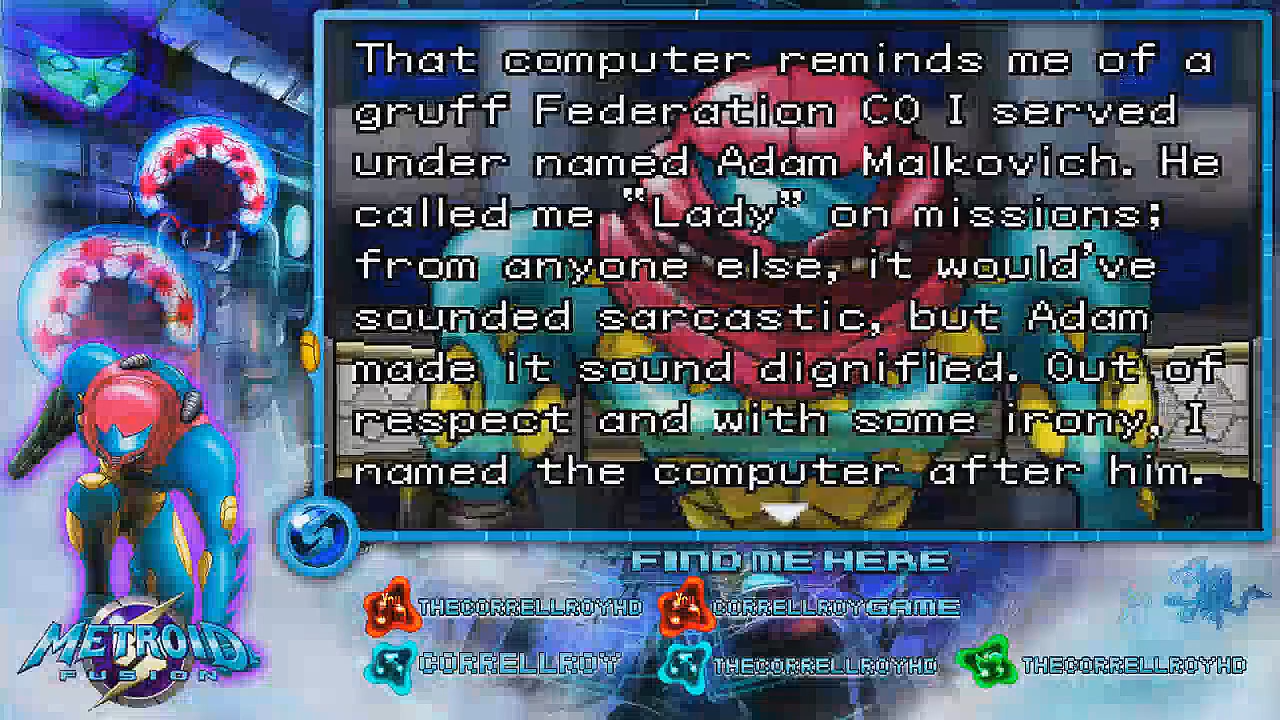 That computer reminds me of a
gruff Federation CO I served
under named Adam Malkovich. He
called me "Lady" on missions;
from anyone else, it would've
sounded sarcastic, but Adam
made it sound dignified. Out of
respect and with some irony, I
named the computer after him.
FIND ME HERE
THECORRELLROYHD CORRELLROYGAME
CORRELLROY THECORRELLROYHD THECORRELLROYHD
METROID
FUSION